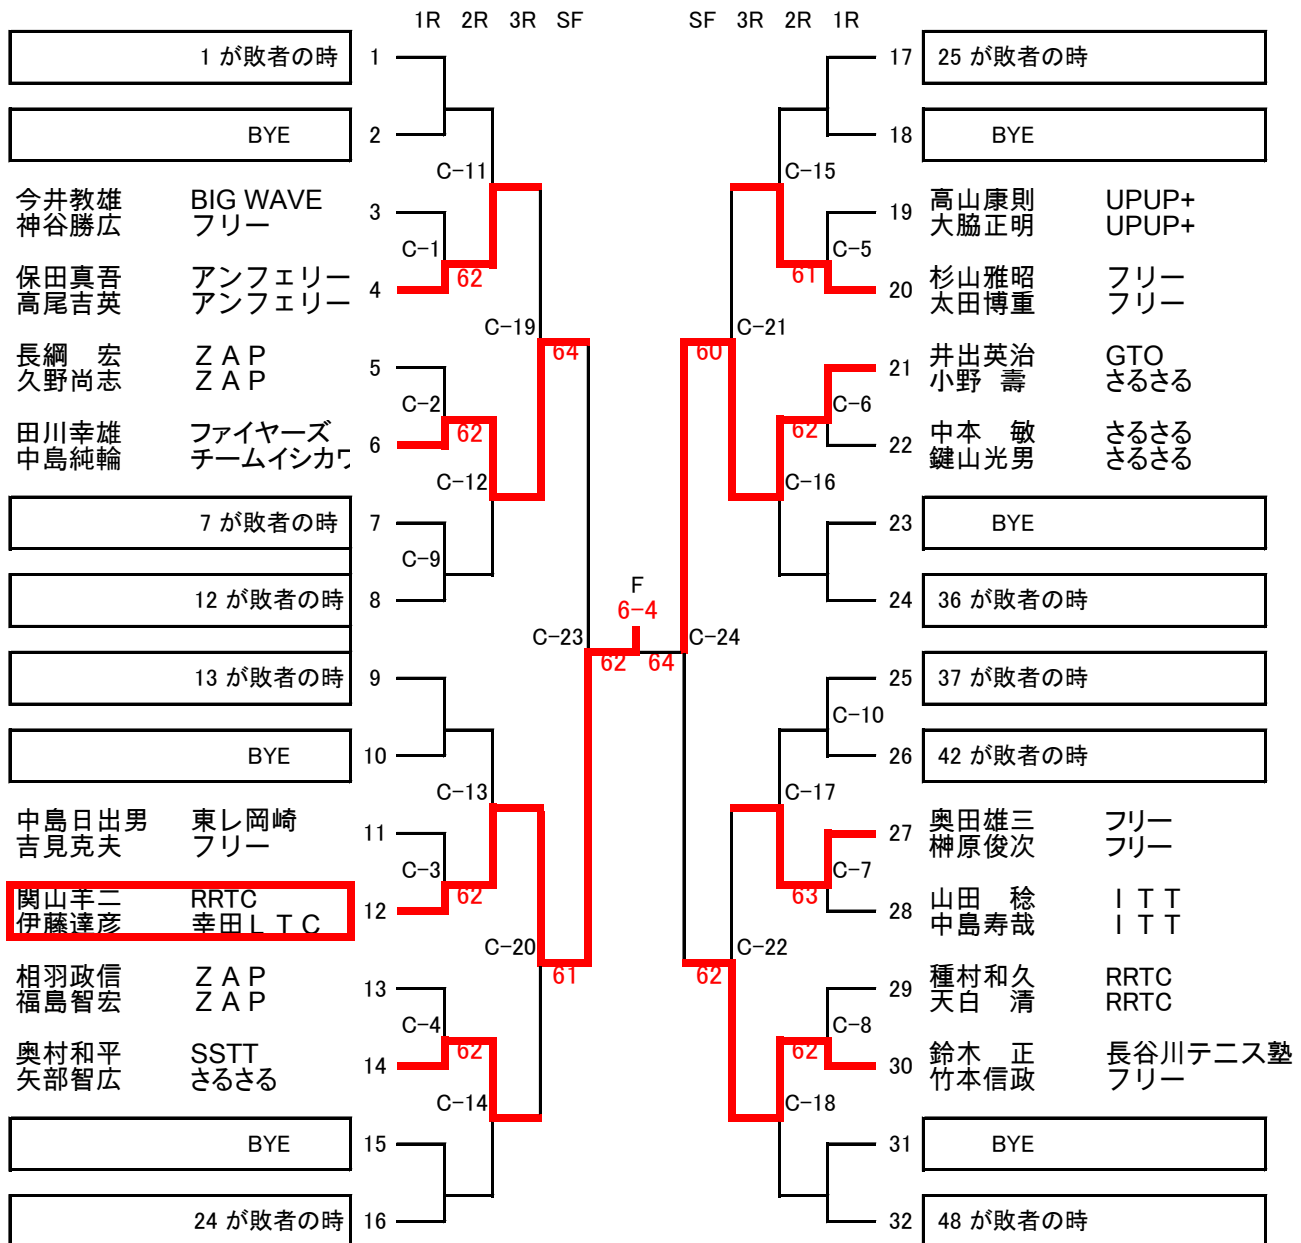 1R 2R 3R SF SF 3R 2R 1R
1 が敗者の時 1
BYE 2
C-11
今井教雄 BIG WAVE
神谷勝広 フリー
3
C-1
保田真吾 アンフェリー
高尾吉英 アンフェリー
4
62
C-19
64
長綱 宏 ＺＡＰ
久野尚志 ＺＡＰ
5
C-2
田川幸雄 ファイヤーズ
中島純輪 チームイシカワ
6
62
C-12
7 が敗者の時 7
C-9
12 が敗者の時 8
C-23
13 が敗者の時 9
BYE 10
C-13
中島日出男 東レ岡崎
吉見克夫 フリー
11
C-3
関山羊二 RRTC
伊藤達彦 幸田ＬＴＣ
12
62
C-20
61
相羽政信 ＺＡＰ
福島智宏 ＺＡＰ
13
C-4
奥村和平 SSTT
矢部智広 さるさる
14
62
C-14
BYE 15
24 が敗者の時 16
F
6-4
62 64
17 25 が敗者の時
18 BYE
C-15
19
高山康則 UPUP+
大脇正明 UPUP+
C-5
61
20
杉山雅昭 フリー
太田博重 フリー
C-21
60
21
井出英治 GTO
小野 壽 さるさる
C-6
62
22
中本 敏 さるさる
鍵山光男 さるさる
C-16
23 BYE
24 36 が敗者の時
C-24
25 37 が敗者の時
C-10
26 42 が敗者の時
C-17
27
奥田雄三 フリー
榊原俊次 フリー
C-7
63
28
山田 稔 ＩＴＴ
中島寿哉 ＩＴＴ
C-22
62
29
種村和久 RRTC
天白 清 RRTC
C-8
62
30
鈴木 正 長谷川テニス塾
竹本信政 フリー
C-18
31 BYE
32 48 が敗者の時